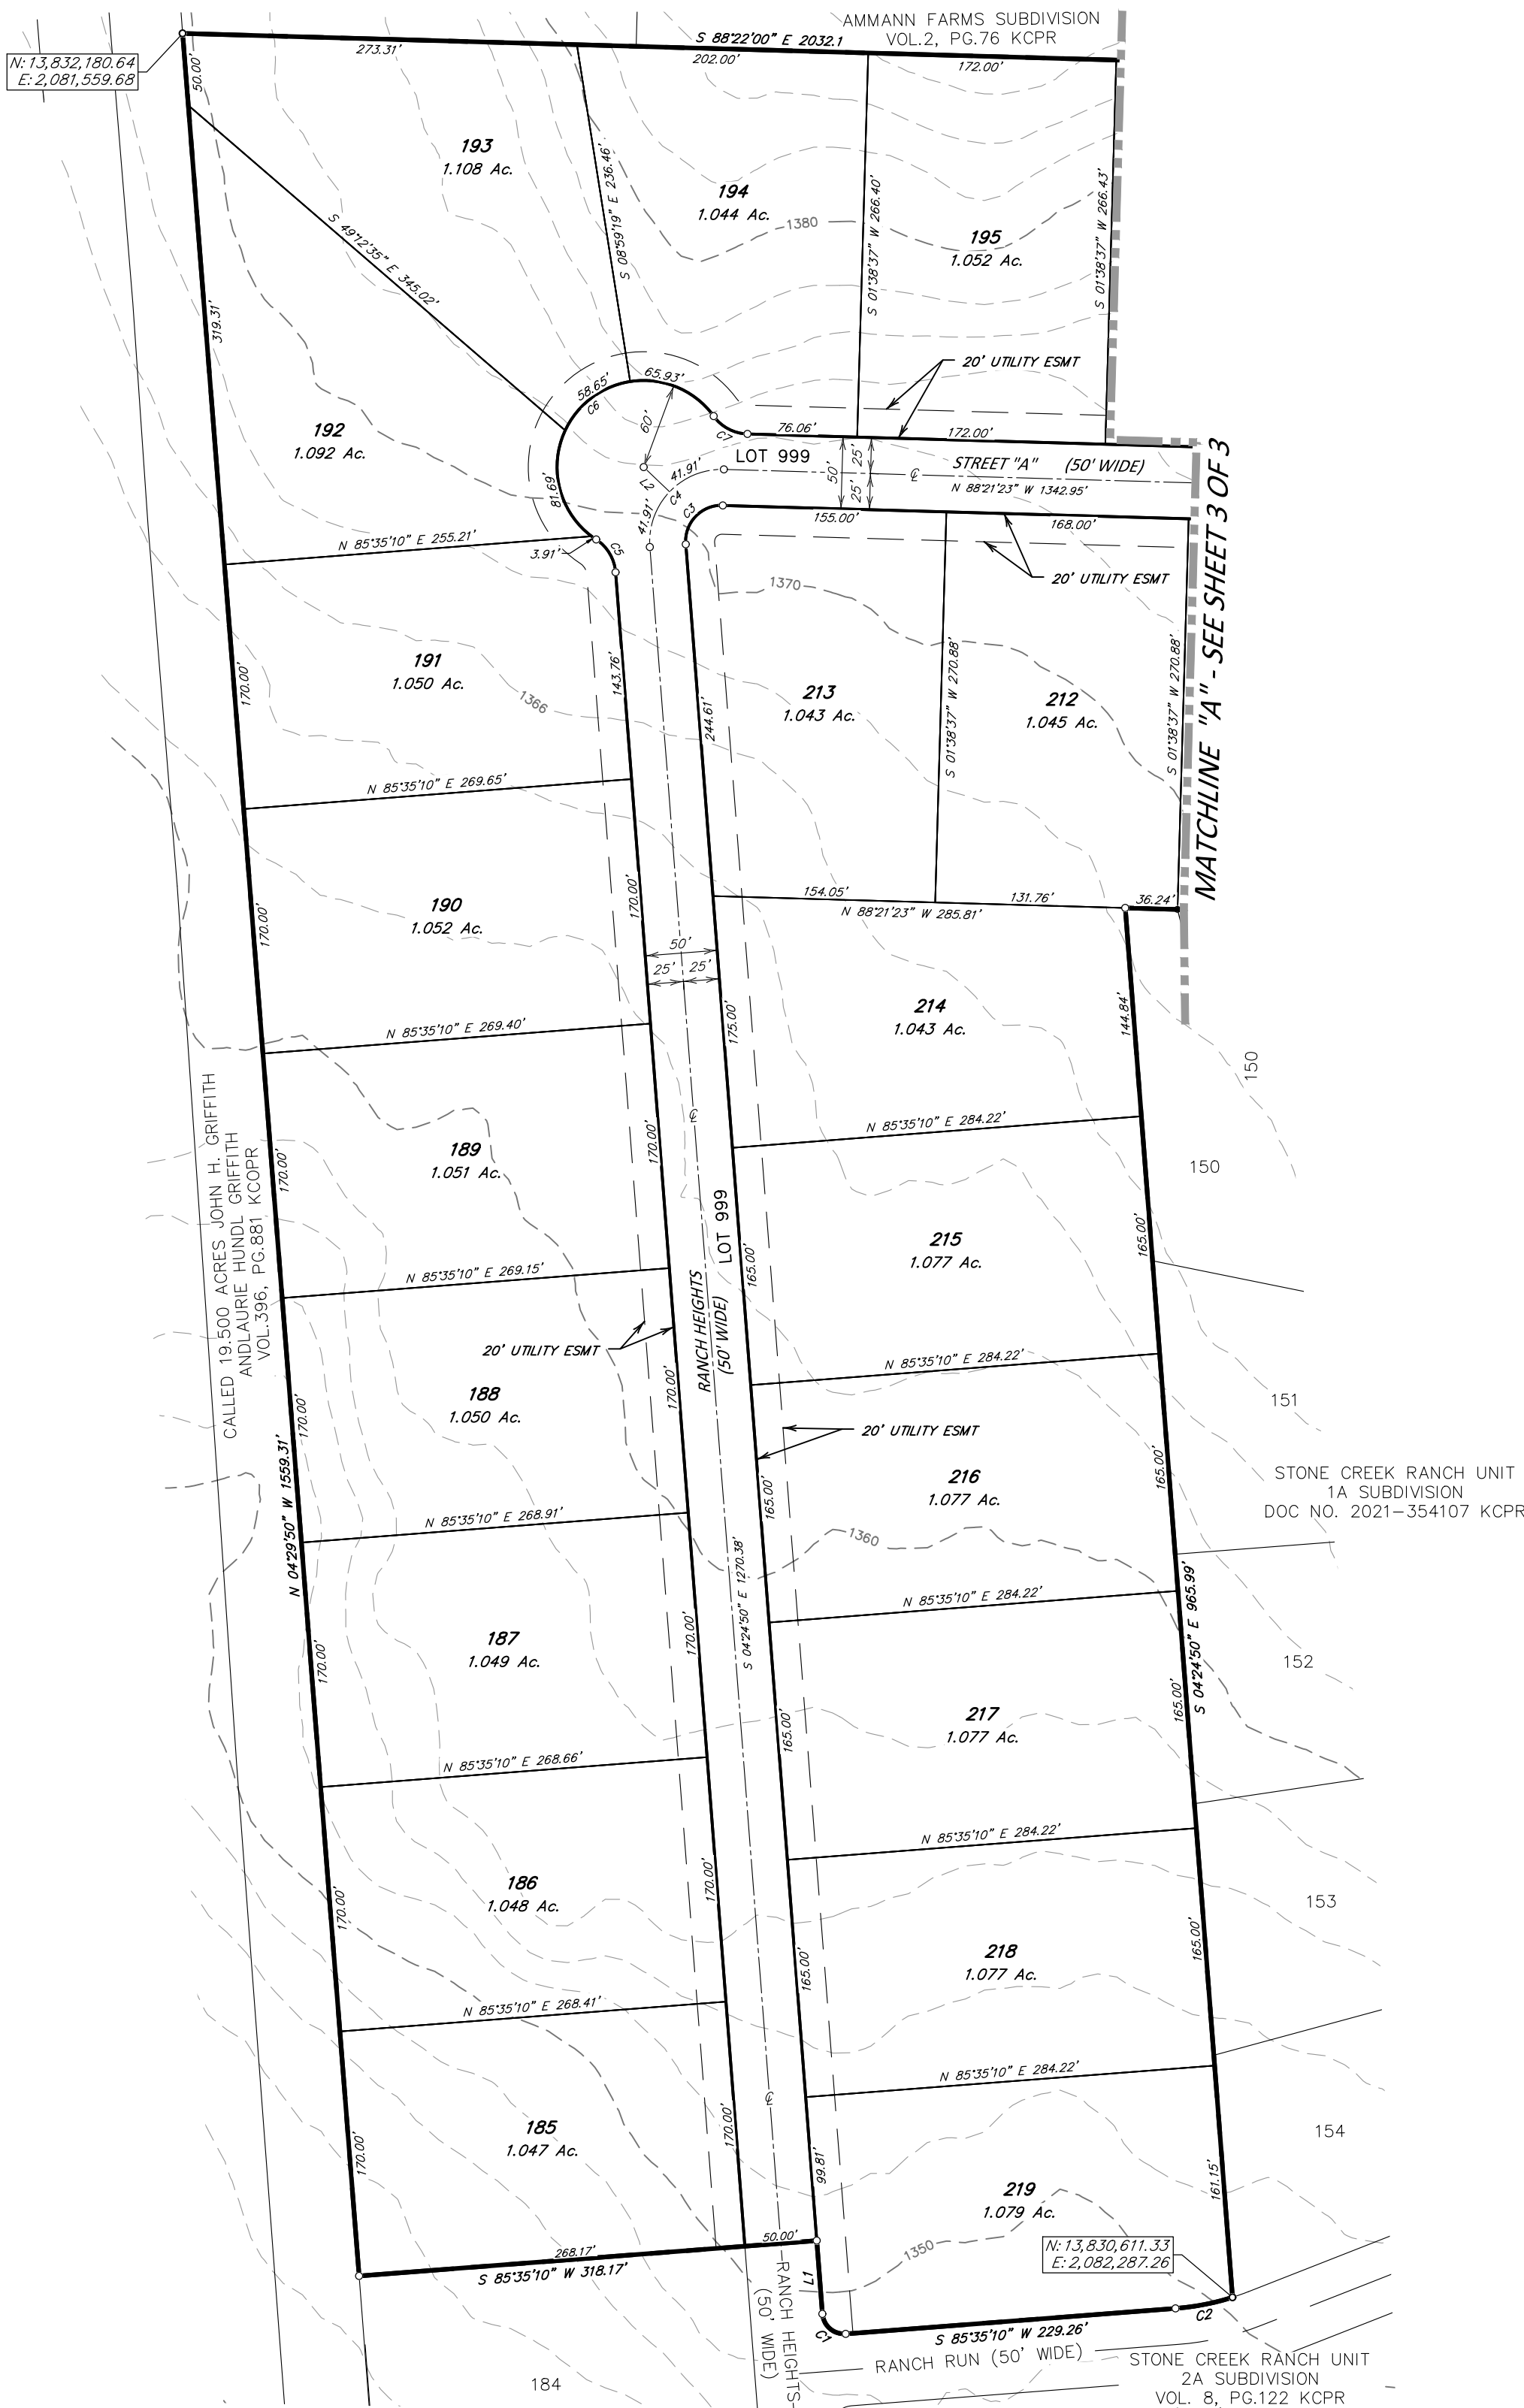 AMMANN FARMS SUBDIVISION
VOL.2, PG.76 KCPR
S 88°22'00" E 2032.1
N: 13,832,180.64
E: 2,081,559.68
273.31'
202.00'
172.00'
50.00'
193
1.108 Ac.
194
1.044 Ac.
195
1.052 Ac.
1380
S 49°12'35" E 345.02'
S 08°59'19" E 236.46'
S 01°38'37" W 266.40'
S 01°38'37" W 266.43'
319.31'
20' UTILITY ESMT
192
1.092 Ac.
58.65'
65.93'
C6
60'
C7
76.06'
172.00'
LOT 999
STREET "A" (50' WIDE)
℄
N 88°21'23" W 1342.95'
50'
25'
25'
81.69'
L2
41.91'
C4
41.91'
C3
155.00'
168.00'
N 85°35'10" E 255.21'
3.91'
C5
20' UTILITY ESMT
1370
MATCHLINE "A" - SEE SHEET 3 OF 3
191
1.050 Ac.
1366
143.76'
244.61'
213
1.043 Ac.
S 01°38'37" W 270.88'
212
1.045 Ac.
S 01°38'37" W 270.88'
170.00'
N 85°35'10" E 269.65'
190
1.052 Ac.
170.00'
170.00'
154.05'
131.76'
36.24'
N 88°21'23" W 285.81'
50'
25'
25'
214
1.043 Ac.
175.00'
144.84'
N 85°35'10" E 269.40'
150
℄
N 85°35'10" E 284.22'
189
1.051 Ac.
170.00'
170.00'
150
CALLED 19.500 ACRES JOHN H. GRIFFITH
ANDLAURIE HUNDL GRIFFITH
VOL.396, PG.881 KCOPR
215
1.077 Ac.
165.00'
165.00'
LOT 999
RANCH HEIGHTS
(50' WIDE)
N 85°35'10" E 269.15'
20' UTILITY ESMT
N 85°35'10" E 284.22'
188
1.050 Ac.
170.00'
170.00'
151
20' UTILITY ESMT
216
1.077 Ac.
165.00'
165.00'
STONE CREEK RANCH UNIT
1A SUBDIVISION
DOC NO. 2021-354107 KCPR
N 04°29'50" W 1559.31'
N 85°35'10" E 268.91'
1360
S 04°24'50" E 1270.38'
N 85°35'10" E 284.22'
S 04°24'50" E 965.99'
187
1.049 Ac.
170.00'
170.00'
152
217
1.077 Ac.
165.00'
165.00'
N 85°35'10" E 268.66'
N 85°35'10" E 284.22'
186
1.048 Ac.
170.00'
170.00'
153
218
1.077 Ac.
165.00'
165.00'
N 85°35'10" E 268.41'
N 85°35'10" E 284.22'
℄
185
1.047 Ac.
170.00'
170.00'
154
99.81'
161.15'
219
1.079 Ac.
1350
N: 13,830,611.33
E: 2,082,287.26
268.17'
50.00'
S 85°35'10" W 318.17'
L1
C1
C2
S 85°35'10" W 229.26'
RANCH HEIGHTS
(50' WIDE)
RANCH RUN (50' WIDE)
184
STONE CREEK RANCH UNIT
2A SUBDIVISION
VOL. 8, PG.122 KCPR